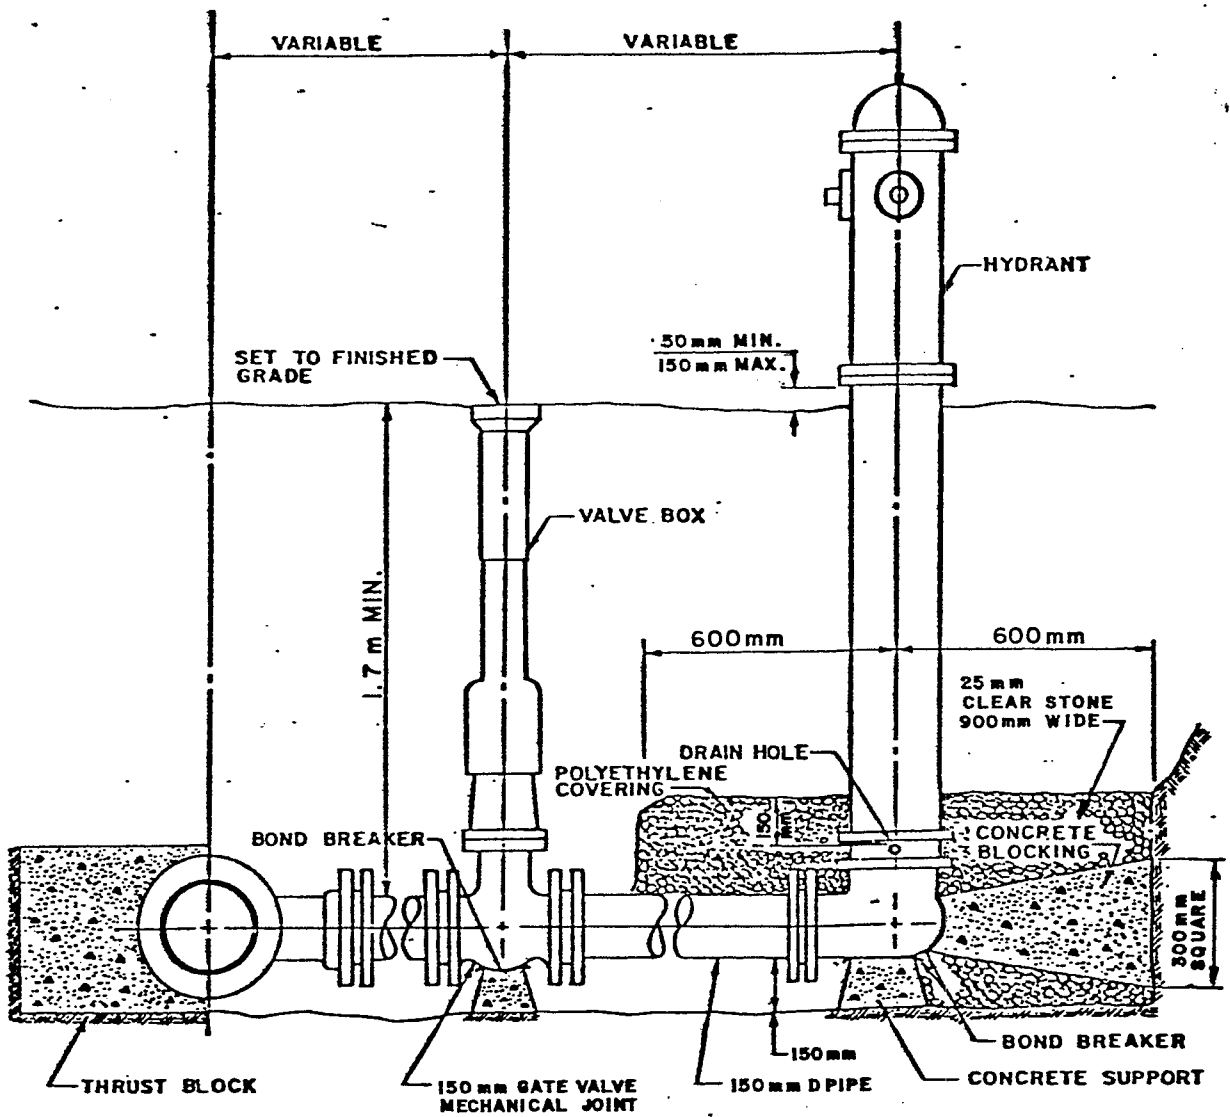 VARIABLE
VARIABLE
HYDRANT
50mm MIN.
150mm MAX.
SET TO FINISHED
GRADE
VALVE BOX
1.7 m MIN.
600mm
600mm
25 mm
CLEAR STONE
900mm WIDE
DRAIN HOLE
POLYETHYLENE
COVERING
150
mm
BOND BREAKER
CONCRETE
BLOCKING
300mm
SQUARE
BOND BREAKER
150mm
THRUST BLOCK
150mm GATE VALVE
MECHANICAL JOINT
150mm D PIPE
CONCRETE SUPPORT